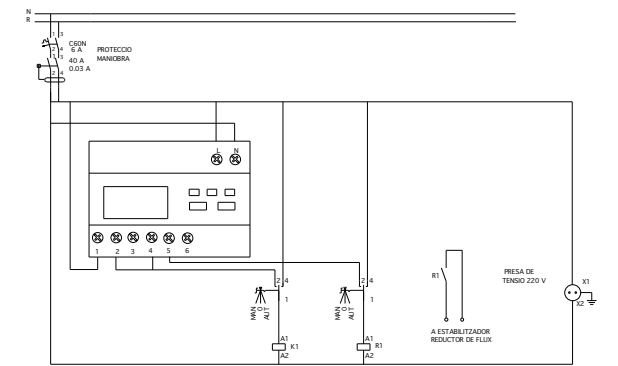 N
R
1 3
C60N
6 A
2 4
PROTECCIO
MANIOBRA
1 3
40 A
0.03 A
2 4
L N
1 2 3 4 5 6
2 4
1
MAN
O
AUT
A1
K1
A2
2 4
1
MAN
O
AUT
A1
R1
A2
R1
A ESTABILITZADOR
REDUCTOR DE FLUX
PRESA DE
TENSIO 220 V
X1
X2